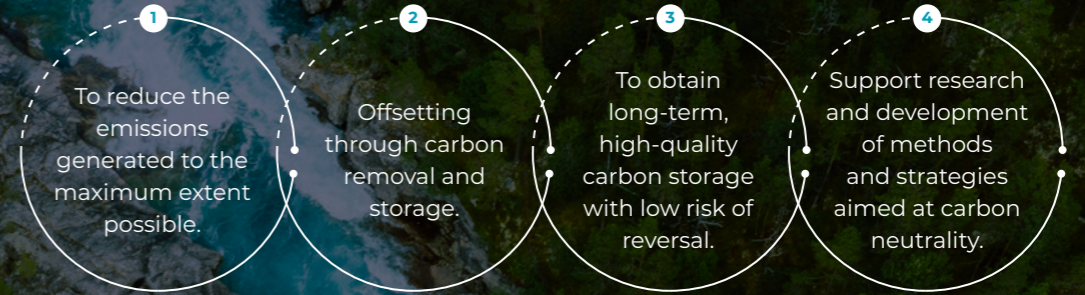 1
To reduce the
emissions
generated to the
maximum extent
possible.
2
Offsetting
through carbon
removal and
storage.
3
To obtain
long-term,
high-quality
carbon storage
with low risk of
reversal.
4
Support research
and development
of methods
and strategies
aimed at carbon
neutrality.